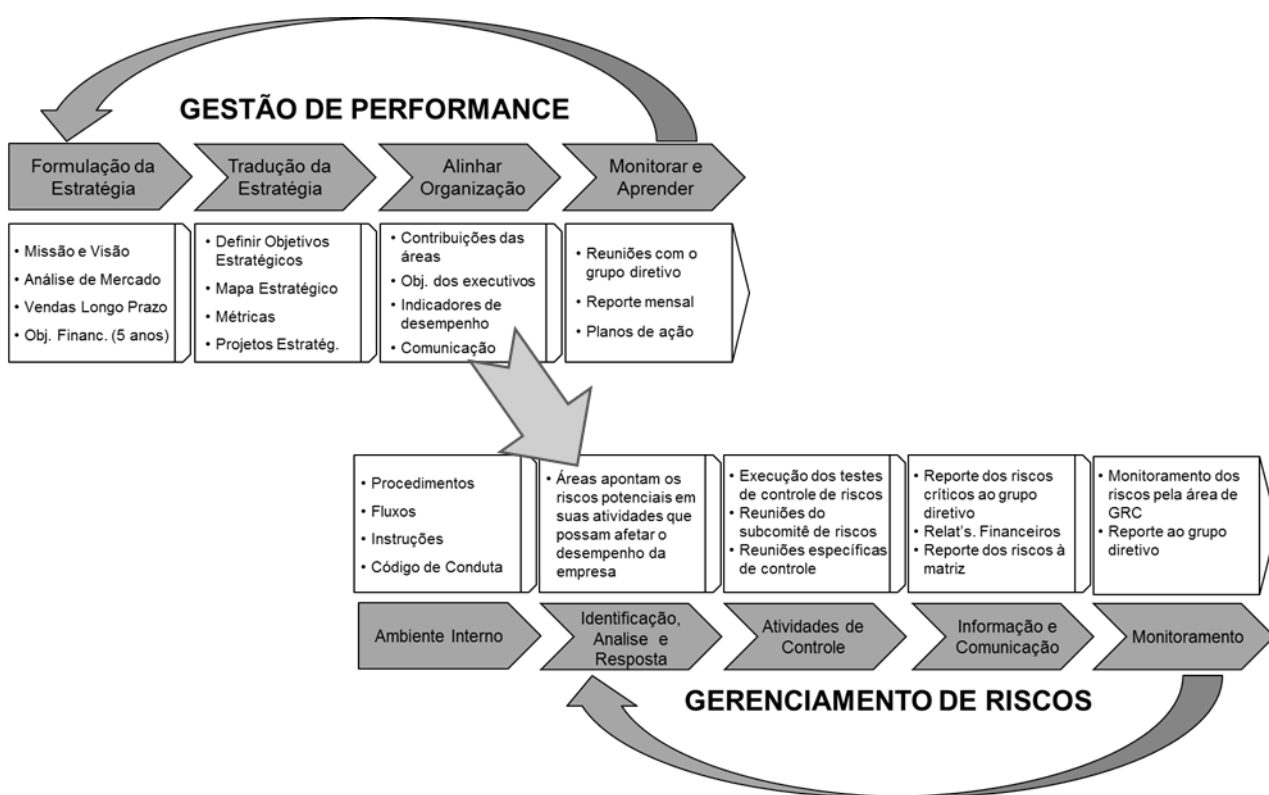 GESTÃO DE PERFORMANCE
Formulação da
Estratégia
Tradução da
Estratégia
Alinhar
Organização
Monitorar e
Aprender
• Missão e Visão
• Análise de Mercado
• Vendas Longo Prazo
• Obj. Financ. (5 anos)
• Definir Objetivos
Estratégicos
• Mapa Estratégico
• Métricas
• Projetos Estratég.
• Contribuições das
áreas
• Obj. dos executivos
• Indicadores de
desempenho
• Comunicação
• Reuniões com o
grupo diretivo
• Reporte mensal
• Planos de ação
• Procedimentos
• Fluxos
• Instruções
• Código de Conduta
• Áreas apontam os
riscos potenciais em
suas atividades que
possam afetar o
desempenho da
empresa
• Execução dos testes
de controle de riscos
• Reuniões do
subcomitê de riscos
• Reuniões específicas
de controle
• Reporte dos riscos
críticos ao grupo
diretivo
• Relat's. Financeiros
• Reporte dos riscos à
matriz
• Monitoramento dos
riscos pela área de
GRC
• Reporte ao grupo
diretivo
Ambiente Interno
Identificação,
Analise e
Resposta
Atividades de
Controle
Informação e
Comunicação
Monitoramento
GERENCIAMENTO DE RISCOS